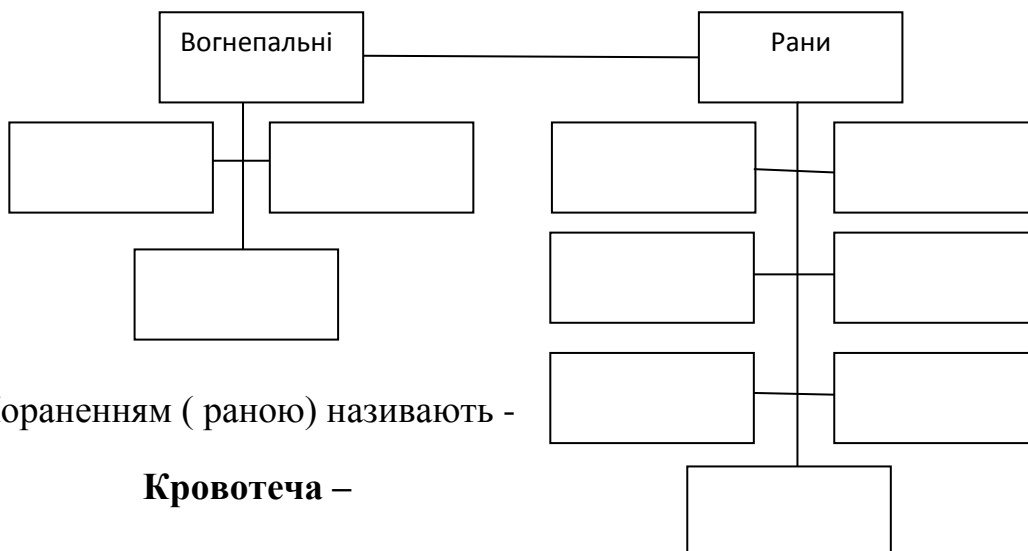 Вогнепальні
Рани
ораненням ( раною) називають -
Кровотеча –